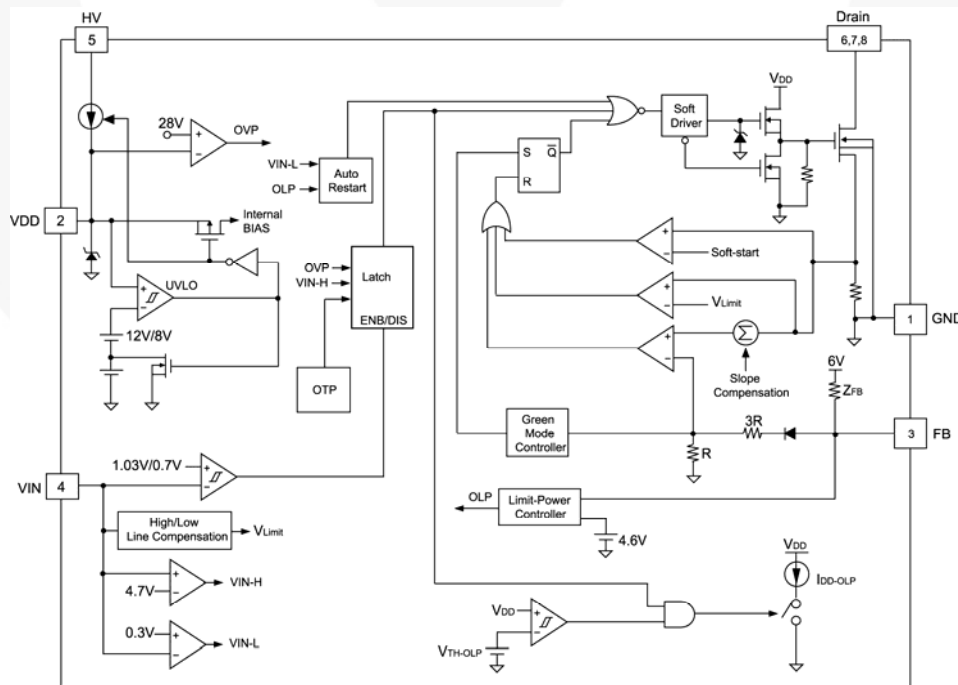 HV
5
Drain
6,7,8
VDD
28V
OVP
Soft
Driver
S
Q
R
VIN-L
OLP
Auto
Restart
VDD
2
Internal
BIAS
Soft-start
OVP
VIN-H
Latch
ENB/DIS
UVLO
12V/8V
VLimit
1
GND
Σ
Slope
Compensation
6V
ZFB
OTP
Green
Mode
Controller
3R
R
3
FB
1.03V/0.7V
VIN
4
OLP
Limit-Power
Controller
4.6V
High/Low
Line Compensation
VLimit
VDD
IDD-OLP
4.7V
VIN-H
VDD
0.3V
VIN-L
VTH-OLP